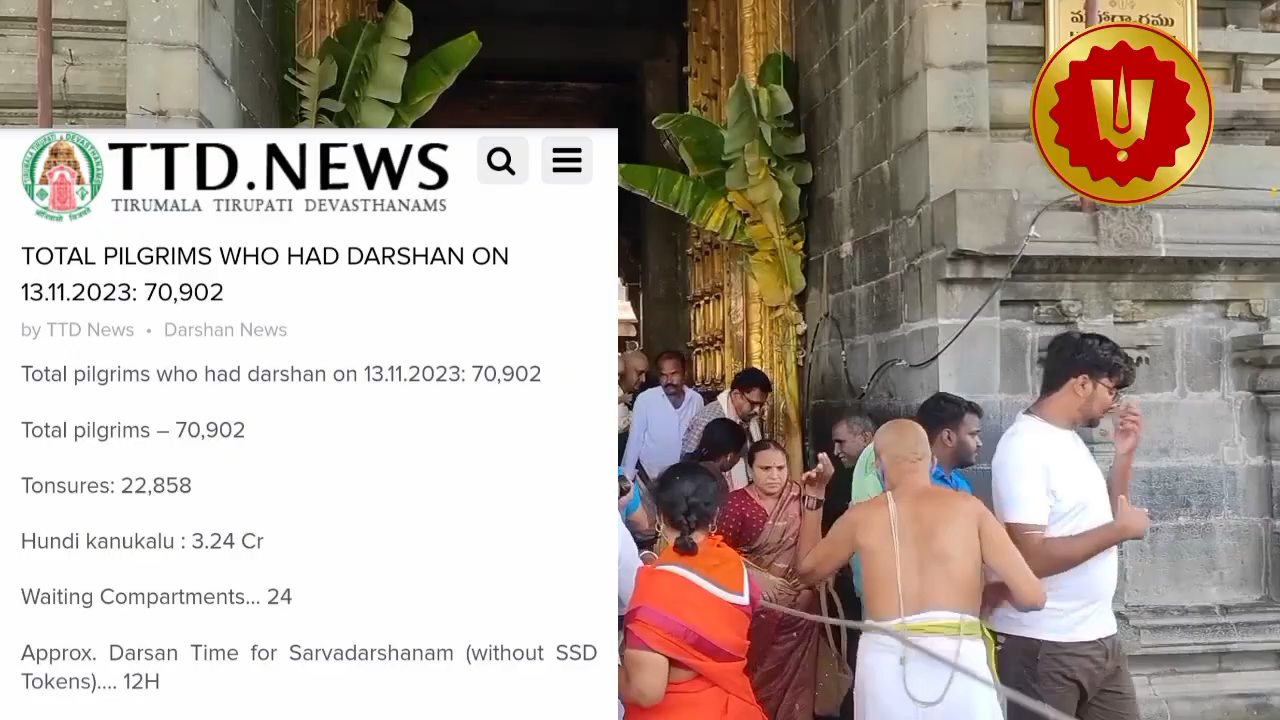 మహాద్వారము
TTD.NEWS
TIRUMALA TIRUPATI DEVASTHANAMS
TOTAL PILGRIMS WHO HAD DARSHAN ON
13.11.2023: 70,902
by TTD News • Darshan News
Total pilgrims who had darshan on 13.11.2023: 70,902
Total pilgrims – 70,902
Tonsures: 22,858
Hundi kanukalu : 3.24 Cr
Waiting Compartments... 24
Approx. Darsan Time for Sarvadarshanam (without SSD
Tokens).... 12H